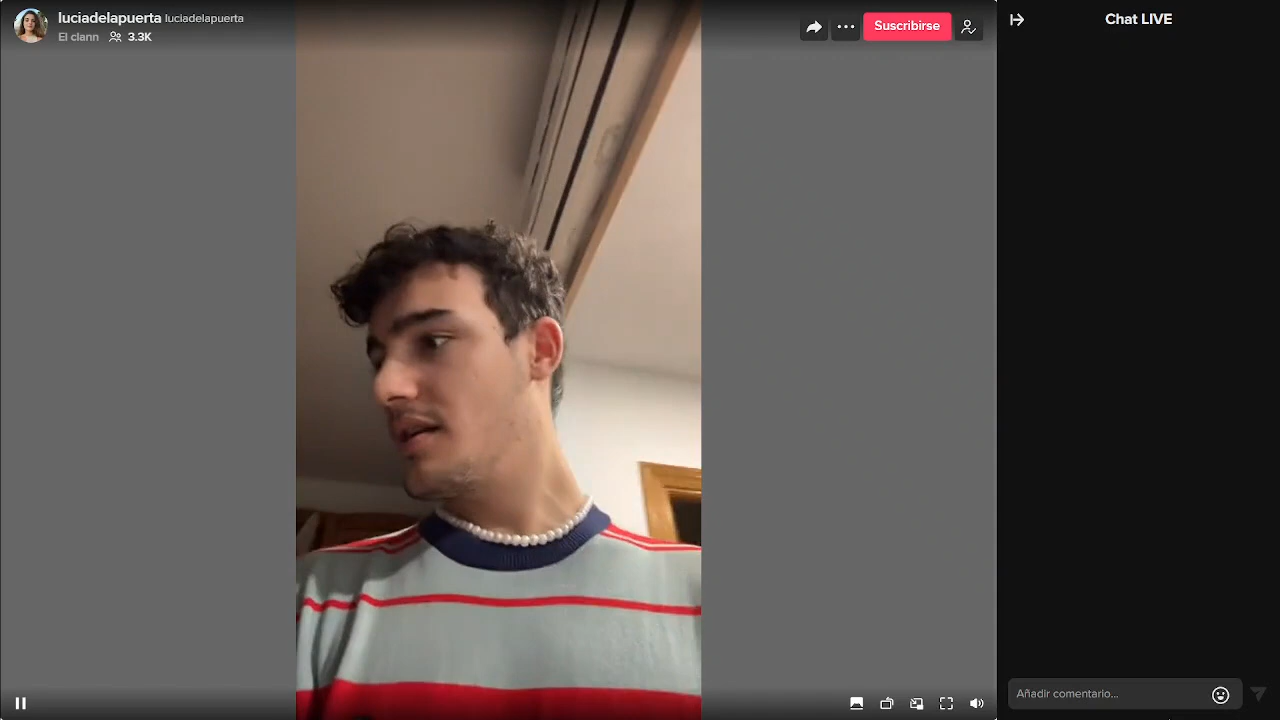 luciadelapuerta luciadelapuerta
El clann 3.3K
Suscribirse
Chat LIVE
Añadir comentario...